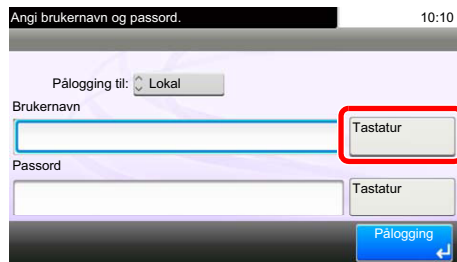 Angi brukernavn og passord. 10:10
Pålogging til: Lokal
Brukernavn
Tastatur
Passord
Tastatur
Pålogging